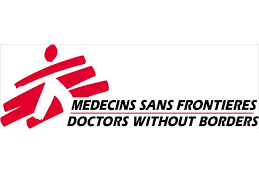 MEDECINS SANS FRONTIERES
DOCTORS WITHOUT BORDERS